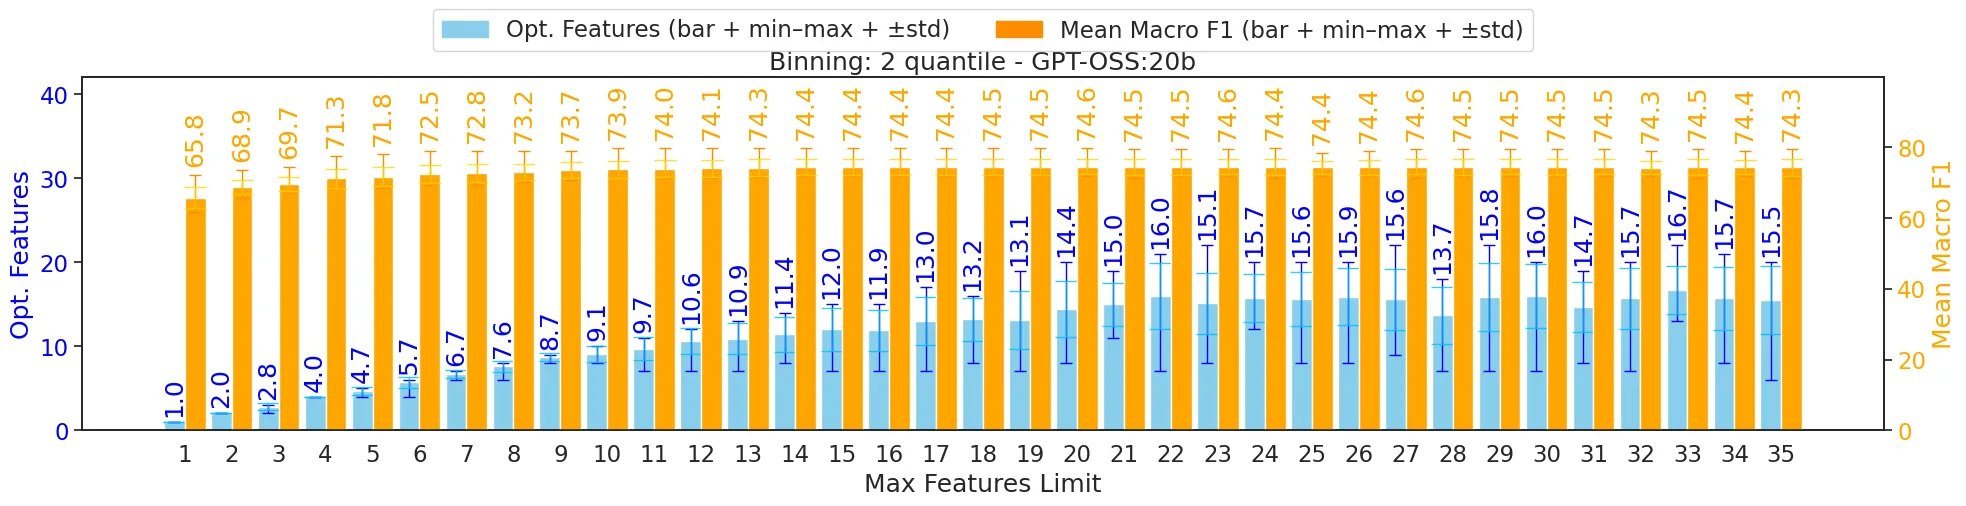 Opt. Features (bar + min–max + ±std) Mean Macro F1 (bar + min–max + ±std)
Binning: 2 quantile - GPT-OSS:20b
Opt. Features
40
30
20
10
0
65.8 68.9 69.7 71.3 71.8 72.5 72.8 73.2 73.7 73.9 74.0 74.1 74.3 74.4 74.4 74.4 74.4 74.5 74.5 74.6 74.5 74.5 74.6 74.4 74.4 74.4 74.6 74.5 74.5 74.5 74.5 74.3 74.5 74.4 74.3
1.0 2.0 2.8 4.0 4.7 5.7 6.7 7.6 8.7 9.1 9.7 10.6 10.9 11.4 12.0 11.9 13.0 13.2 13.1 14.4 15.0 16.0 15.1 15.7 15.6 15.9 15.6 13.7 15.8 16.0 14.7 15.7 16.7 15.7 15.5
80
60
40
20
0
Mean Macro F1
1 2 3 4 5 6 7 8 9 10 11 12 13 14 15 16 17 18 19 20 21 22 23 24 25 26 27 28 29 30 31 32 33 34 35
Max Features Limit